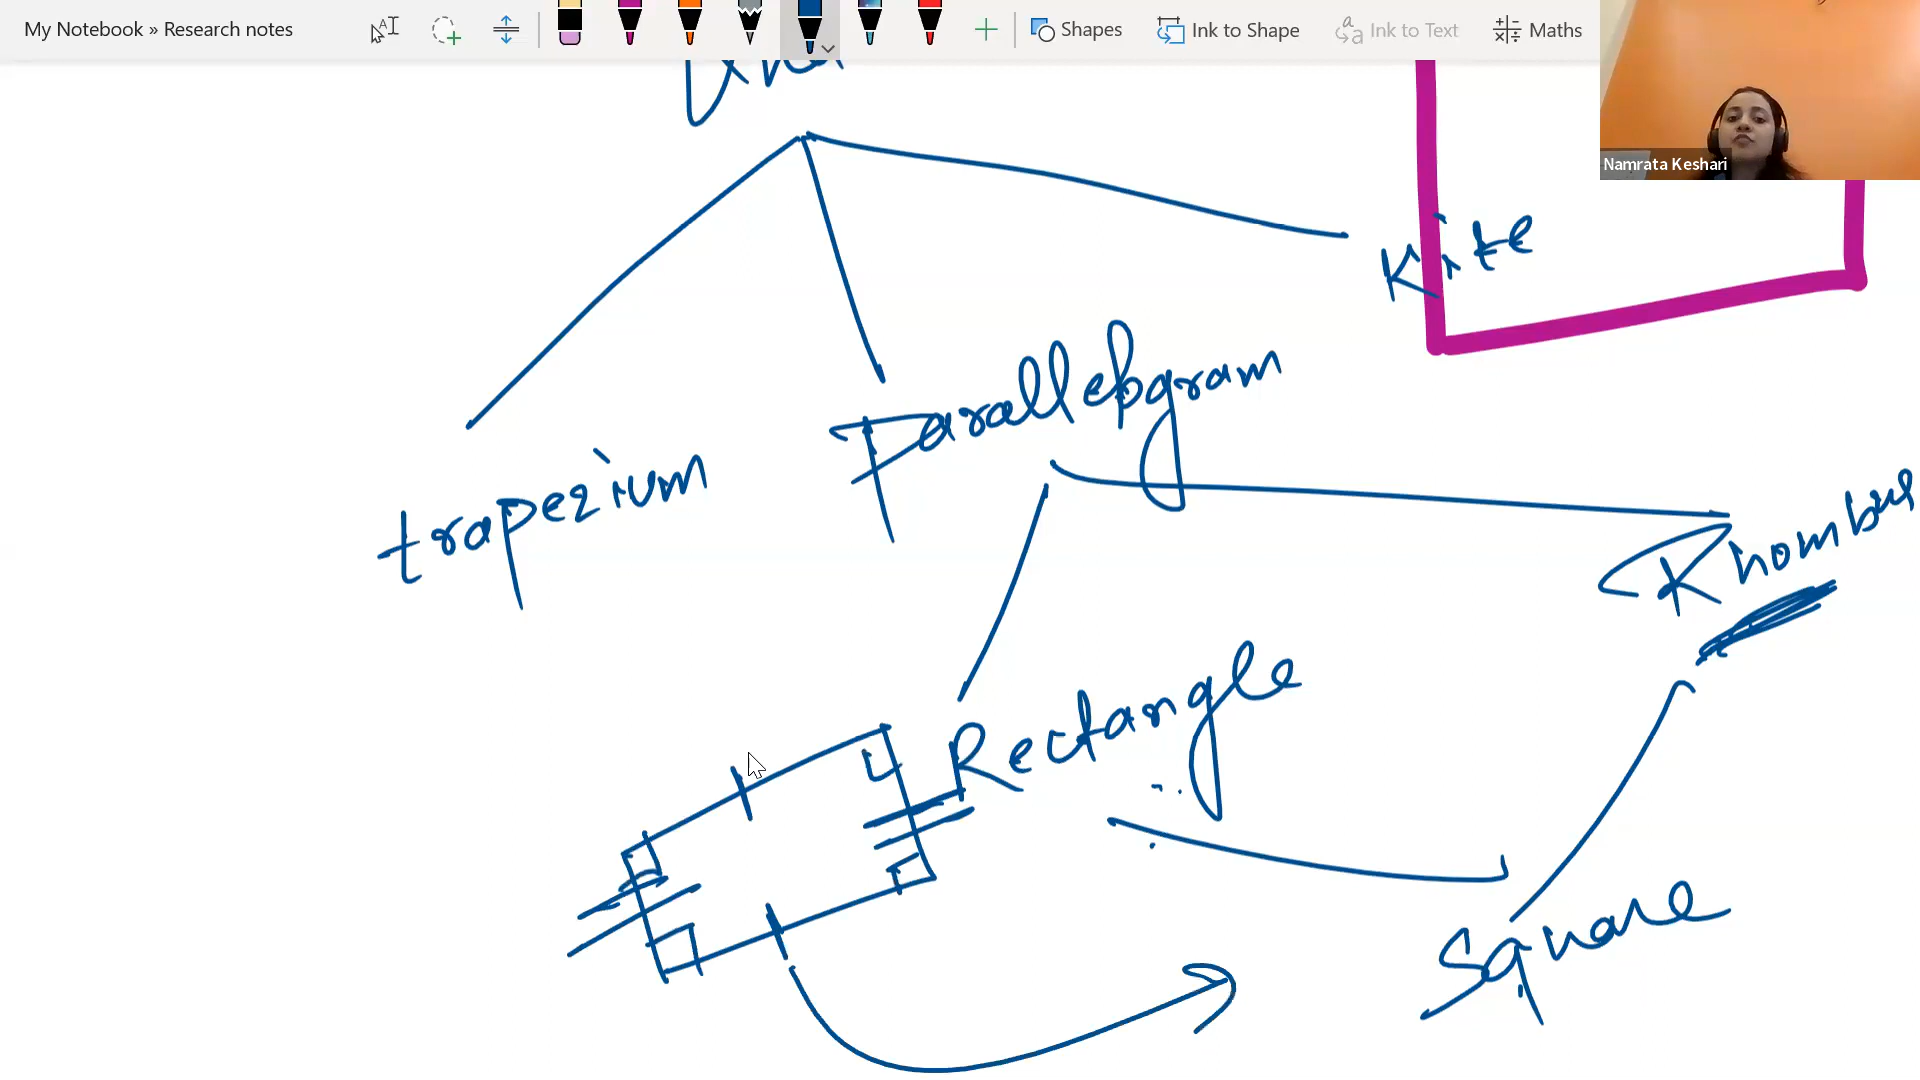 My Notebook » Research notes
Shapes
Ink to Shape
Ink to Text
Maths
Namrata Keshari
Kite
Parallelogram
trapezium
Rhombus
Rectangle
Square